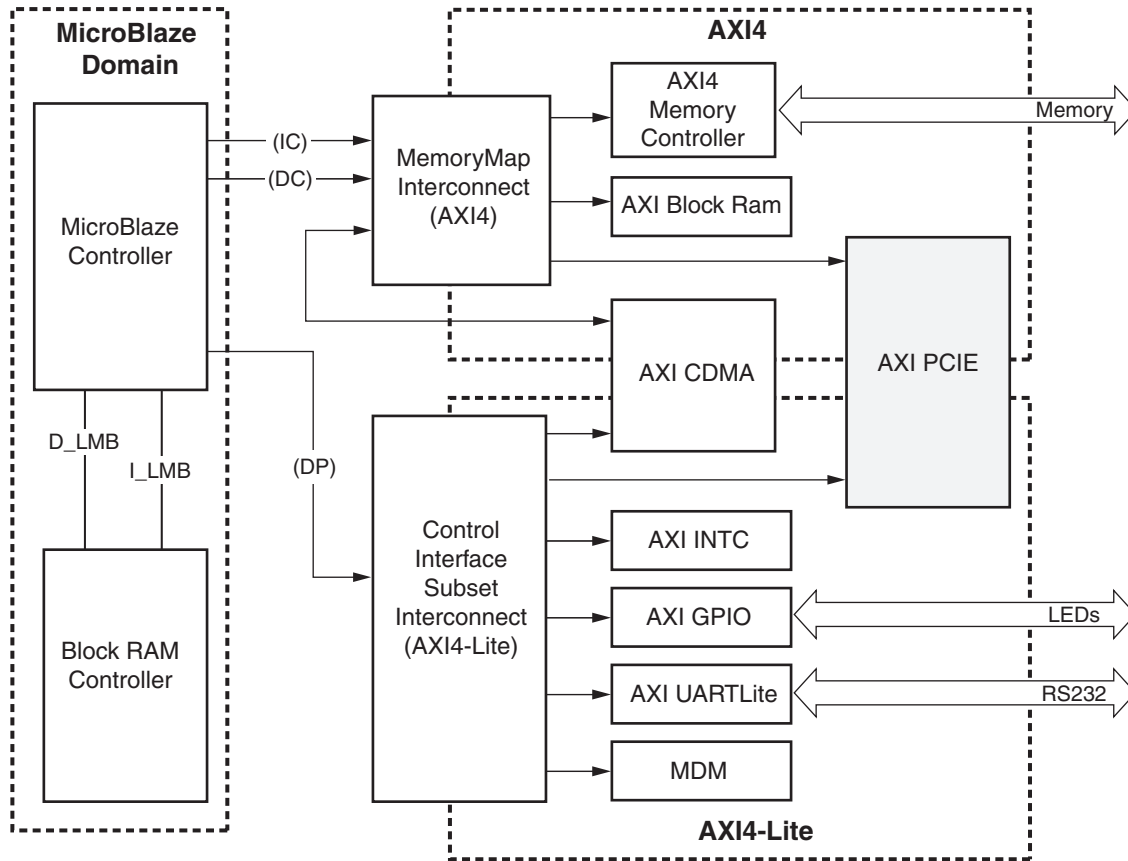 MicroBlaze
Domain
AXI4
MicroBlaze
Controller
(IC)
(DC)
MemoryMap
Interconnect
(AXI4)
AXI4
Memory
Controller
Memory
AXI Block Ram
AXI CDMA
AXI PCIE
D_LMB
I_LMB
(DP)
Block RAM
Controller
Control
Interface
Subset
Interconnect
(AXI4-Lite)
AXI INTC
AXI GPIO
LEDs
AXI UARTLite
RS232
MDM
AXI4-Lite